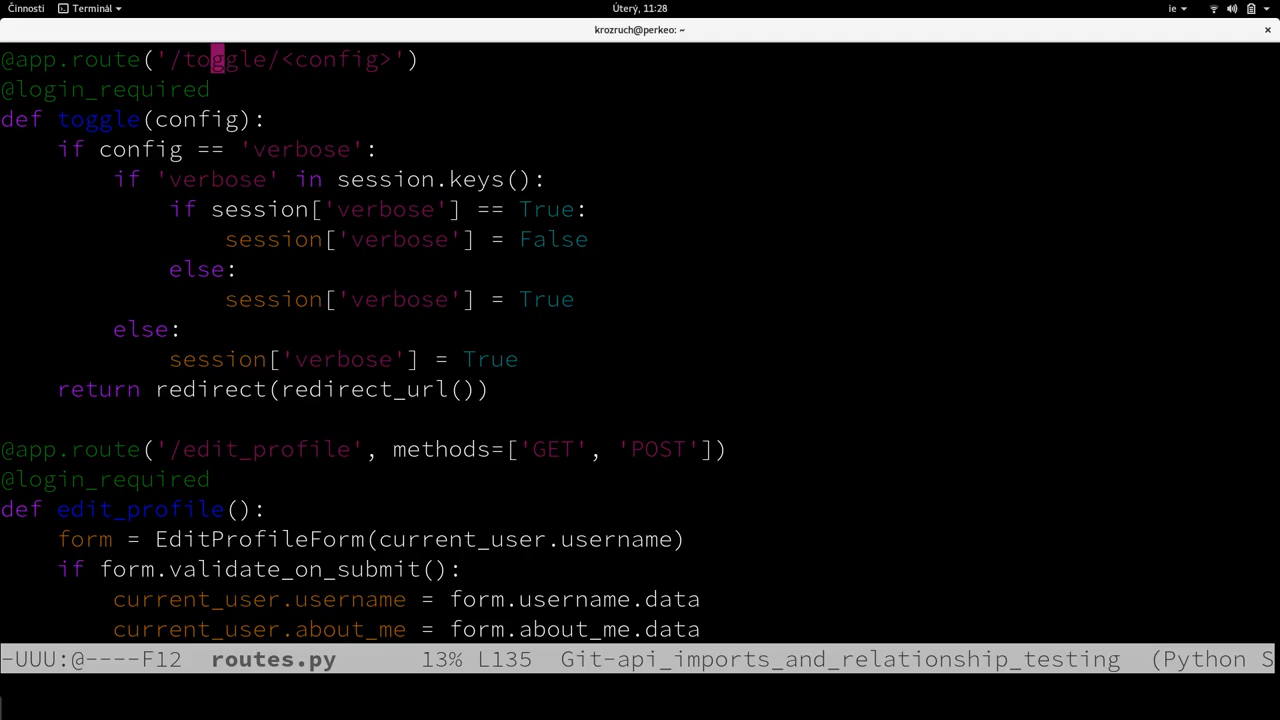 Činnosti Terminál Úterý, 11:28 ie
krozruch@perkeo: ~ ×
@app.route('/toggle/<config>')
@login_required
def toggle(config):
    if config == 'verbose':
        if 'verbose' in session.keys():
            if session['verbose'] == True:
                session['verbose'] = False
            else:
                session['verbose'] = True
        else:
            session['verbose'] = True
    return redirect(redirect_url())
@app.route('/edit_profile', methods=['GET', 'POST'])
@login_required
def edit_profile():
    form = EditProfileForm(current_user.username)
    if form.validate_on_submit():
        current_user.username = form.username.data
        current_user.about_me = form.about_me.data
-UUU:@----F12  routes.py      13% L135  Git-api_imports_and_relationship_testing  (Python S